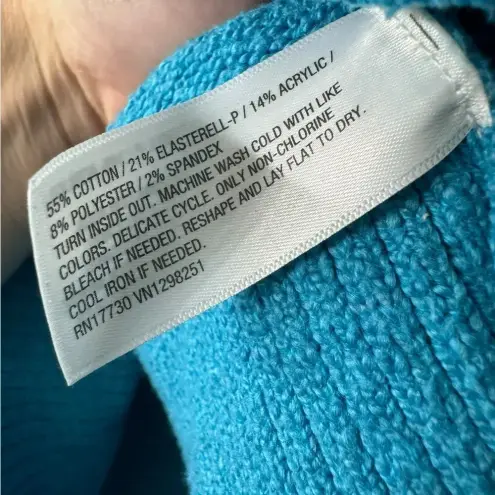 55% COTTON / 21% ELASTERELL-P / 14% ACRYLIC /
8% POLYESTER / 2% SPANDEX
TURN INSIDE OUT. MACHINE WASH COLD WITH LIKE
COLORS. DELICATE CYCLE. ONLY NON-CHLORINE
BLEACH IF NEEDED. RESHAPE AND LAY FLAT TO DRY.
COOL IRON IF NEEDED.
RN17730 VN1298251